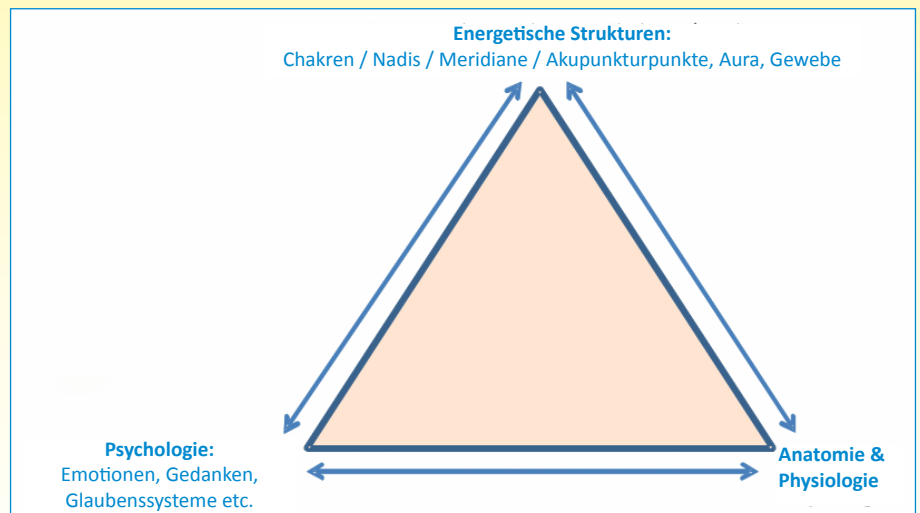 Energetische Strukturen:
Chakren / Nadis / Meridiane / Akupunkturpunkte, Aura, Gewebe
Psychologie:
Emotionen, Gedanken,
Glaubenssysteme etc.
Anatomie &
Physiologie